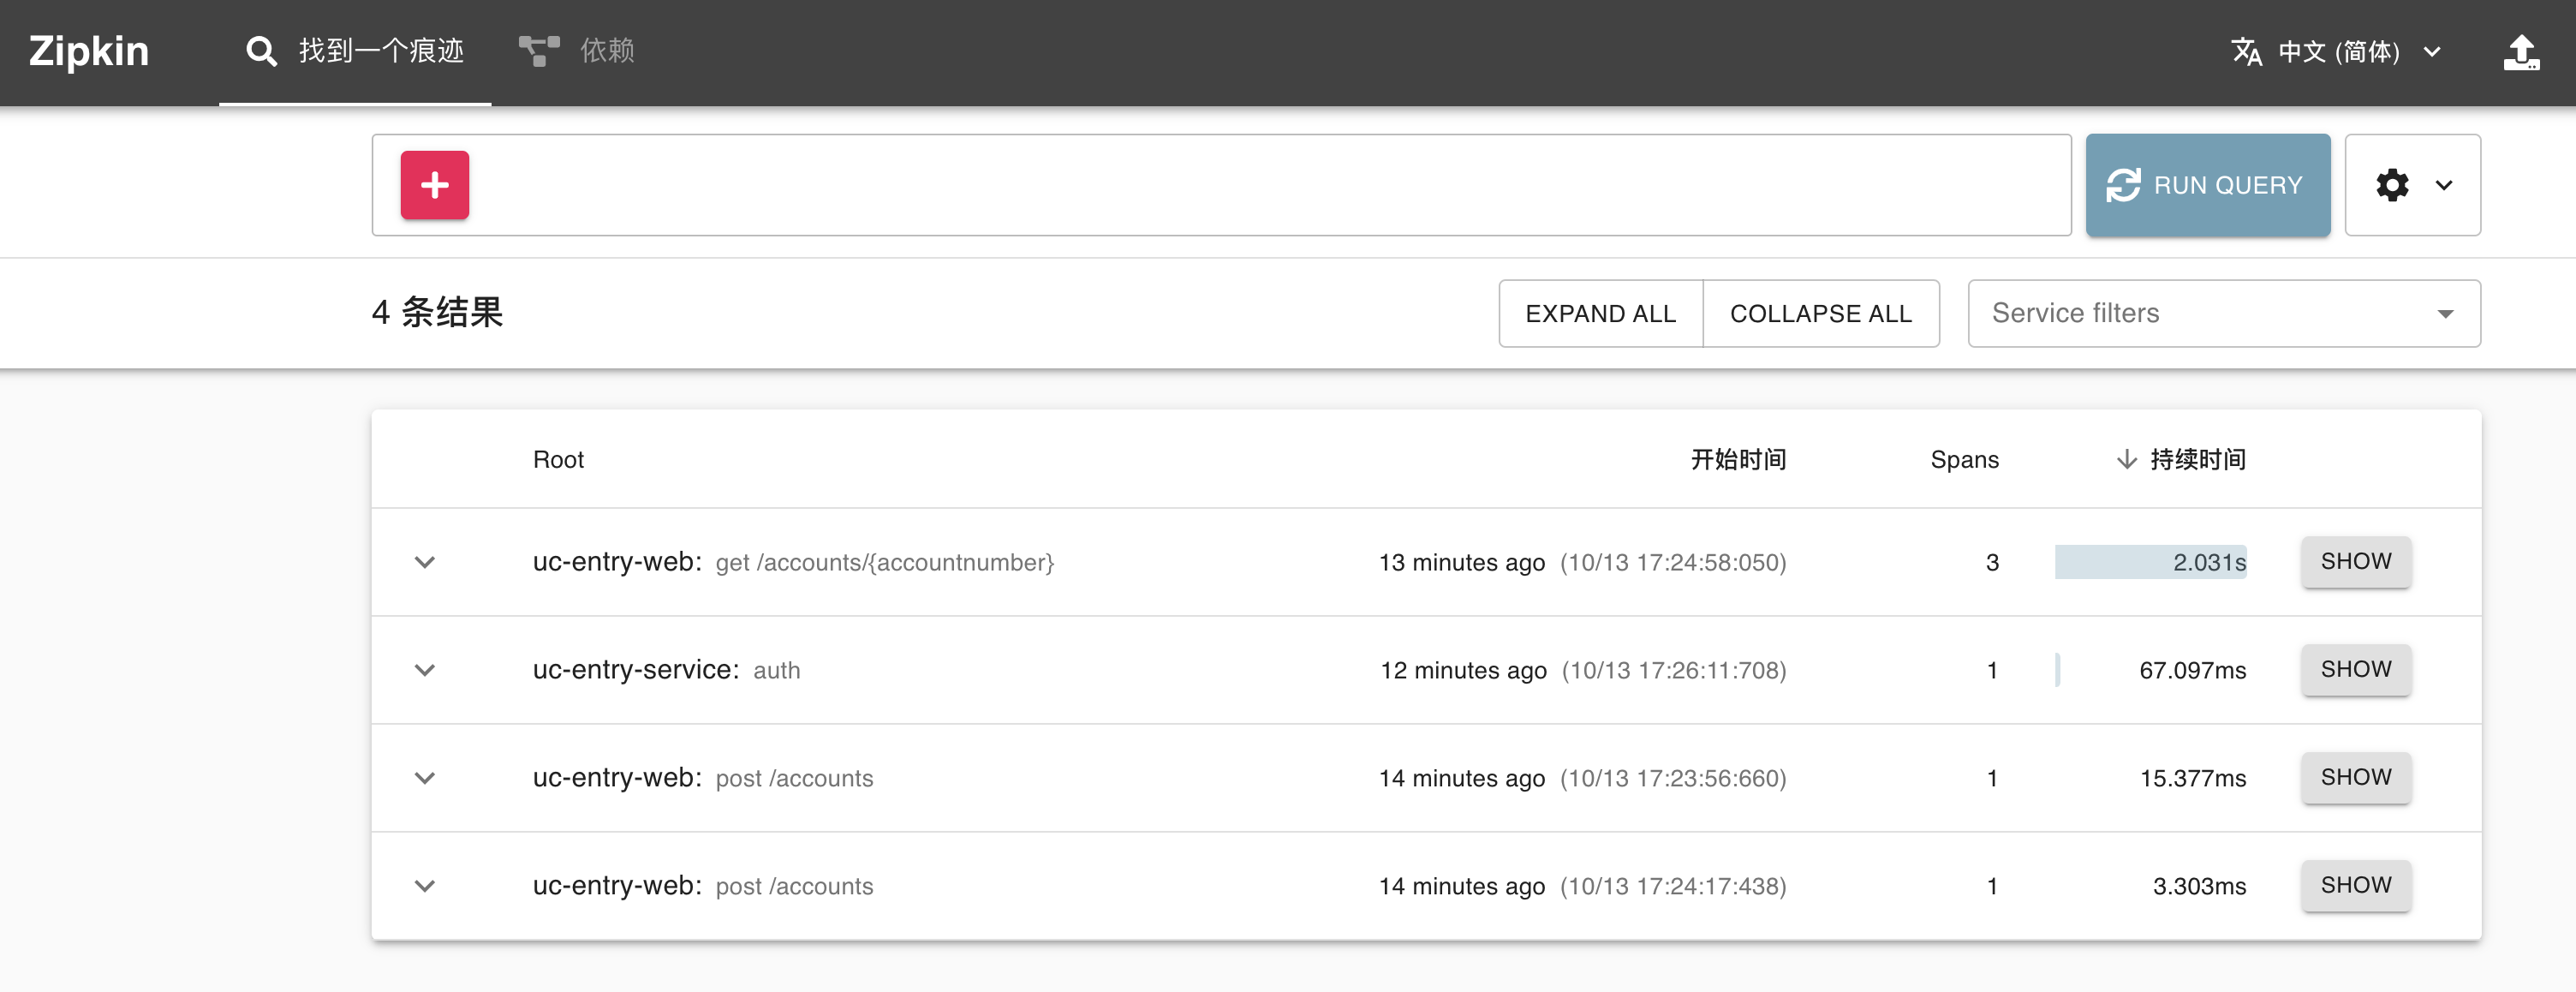 Zipkin 找到一个痕迹 依赖 中文 (简体)
RUN QUERY
4 条结果 EXPAND ALL COLLAPSE ALL Service filters
Root 开始时间 Spans 持续时间
uc-entry-web: get /accounts/{accountnumber} 13 minutes ago (10/13 17:24:58:050) 3 2.031s SHOW
uc-entry-service: auth 12 minutes ago (10/13 17:26:11:708) 1 67.097ms SHOW
uc-entry-web: post /accounts 14 minutes ago (10/13 17:23:56:660) 1 15.377ms SHOW
uc-entry-web: post /accounts 14 minutes ago (10/13 17:24:17:438) 1 3.303ms SHOW